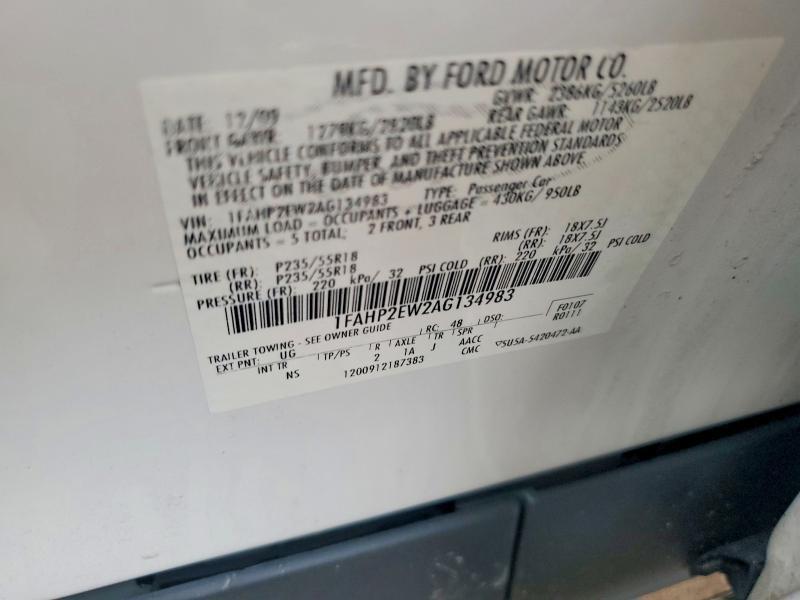 MFD. BY FORD MOTOR CO.
DATE: 12/09 GVWR: 2386KG/5260LB
FRONT GAWR: REAR GAWR: 1143KG/2520LB
THIS VEHICLE CONFORMS TO ALL APPLICABLE FEDERAL MOTOR
VEHICLE SAFETY, BUMPER, AND THEFT PREVENTION STANDARDS
IN EFFECT ON THE DATE OF MANUFACTURE SHOWN ABOVE.
VIN: 1FAHP2EW2AG134983 TYPE: Passenger Car
MAXIMUM LOAD = OCCUPANTS + LUGGAGE = 430KG/950LB
OCCUPANTS = 5 TOTAL; 2 FRONT, 3 REAR
TIRE (FR): P235/55R18 RIMS (FR): 18X7.5J
(RR): P235/55R18 (RR): 18X7.5J
PRESSURE (FR): 220 kPa/ 32 PSI COLD (RR): 220 kPa/ 32 PSI COLD
1FAHP2EW2AG134983
F0107
R0111
TRAILER TOWING - SEE OWNER GUIDE RC: 48 DSO:
EXT PNT: UG
INT TR TP/PS R AXLE TR SPR
NS 2 1A J AACC
CMC
1200912187383
▽5U5A-5420472-AA